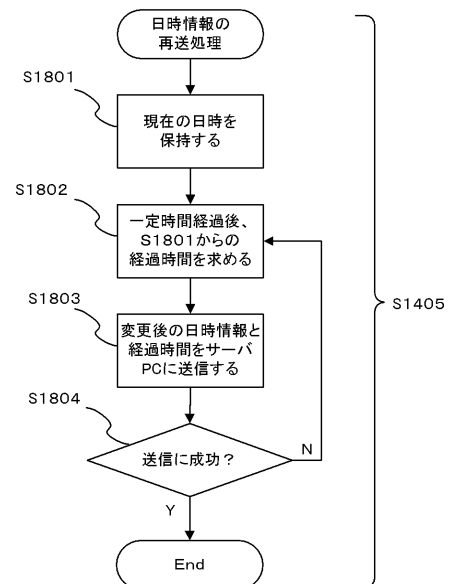 日時情報の
再送処理
S1801
現在の日時を
保持する
S1802
一定時間経過後、
S1801からの
経過時間を求める
S1803
変更後の日時情報と
経過時間をサーバ
PCに送信する
S1405
S1804
送信に成功？
N
Y
End